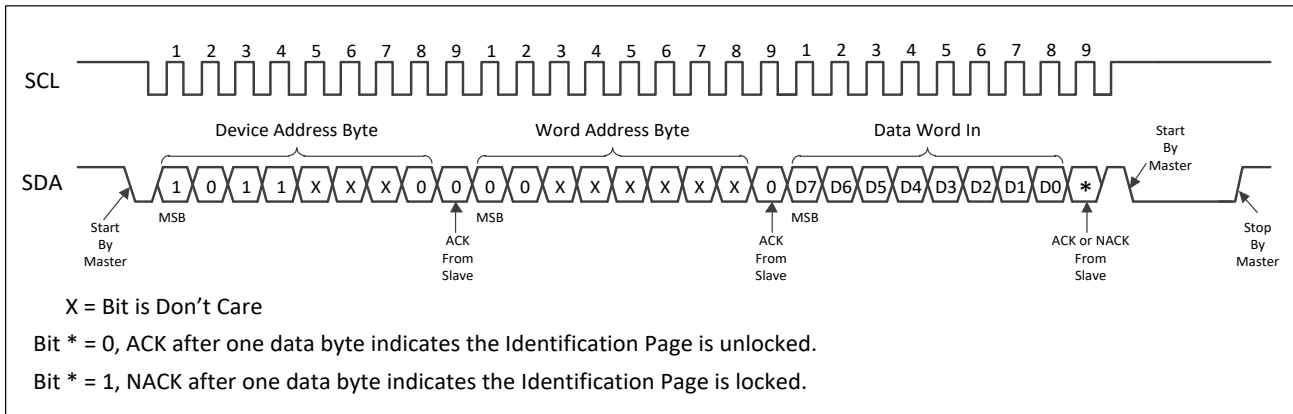 1 2 3 4 5 6 7 8 9 1 2 3 4 5 6 7 8 9 1 2 3 4 5 6 7 8 9
SCL
Device Address Byte Word Address Byte Data Word In
Start
By
Master
SDA 1 0 1 1 X X X 0 0 0 0 X X X X X X 0 D7 D6 D5 D4 D3 D2 D1 D0 *
MSB MSB MSB
Start
By
Master
ACK
From
Slave
ACK
From
Slave
ACK or NACK
From
Slave
Stop
By
Master
X = Bit is Don’t Care
Bit * = 0, ACK after one data byte indicates the Identification Page is unlocked.
Bit * = 1, NACK after one data byte indicates the Identification Page is locked.